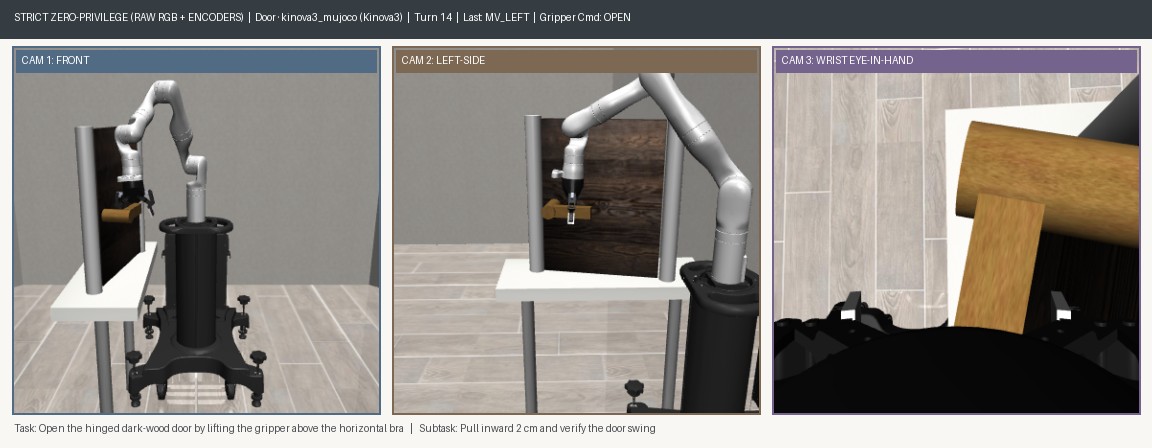 STRICT ZERO-PRIVILEGE (RAW RGB + ENCODERS) | Door · kinova3_mujoco (Kinova3) | Turn 14 | Last MV_LEFT | Gripper Cmd: OPEN
CAM 1: FRONT
CAM 2: LEFT-SIDE
CAM 3: WRIST EYE-IN-HAND
Task: Open the hinged dark-wood door by lifting the gripper above the horizontal bra | Subtask: Pull inward 2 cm and verify the door swing